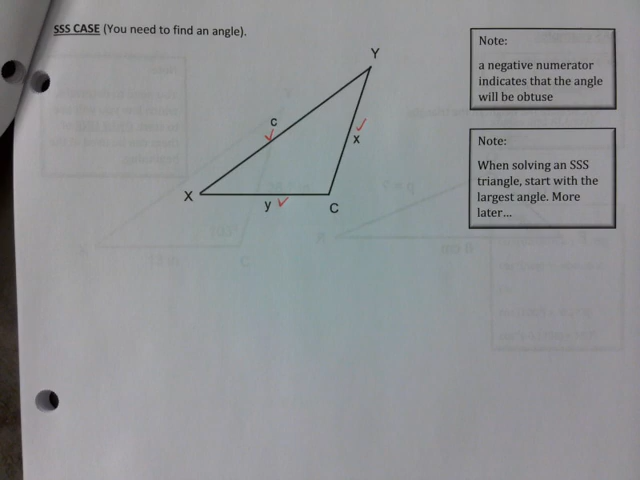 SSS CASE (You need to find an angle).
Y
Note:
a negative numerator
indicates that the angle
will be obtuse
c
x
Note:
When solving an SSS
triangle, start with the
largest angle. More
later...
X
y
C